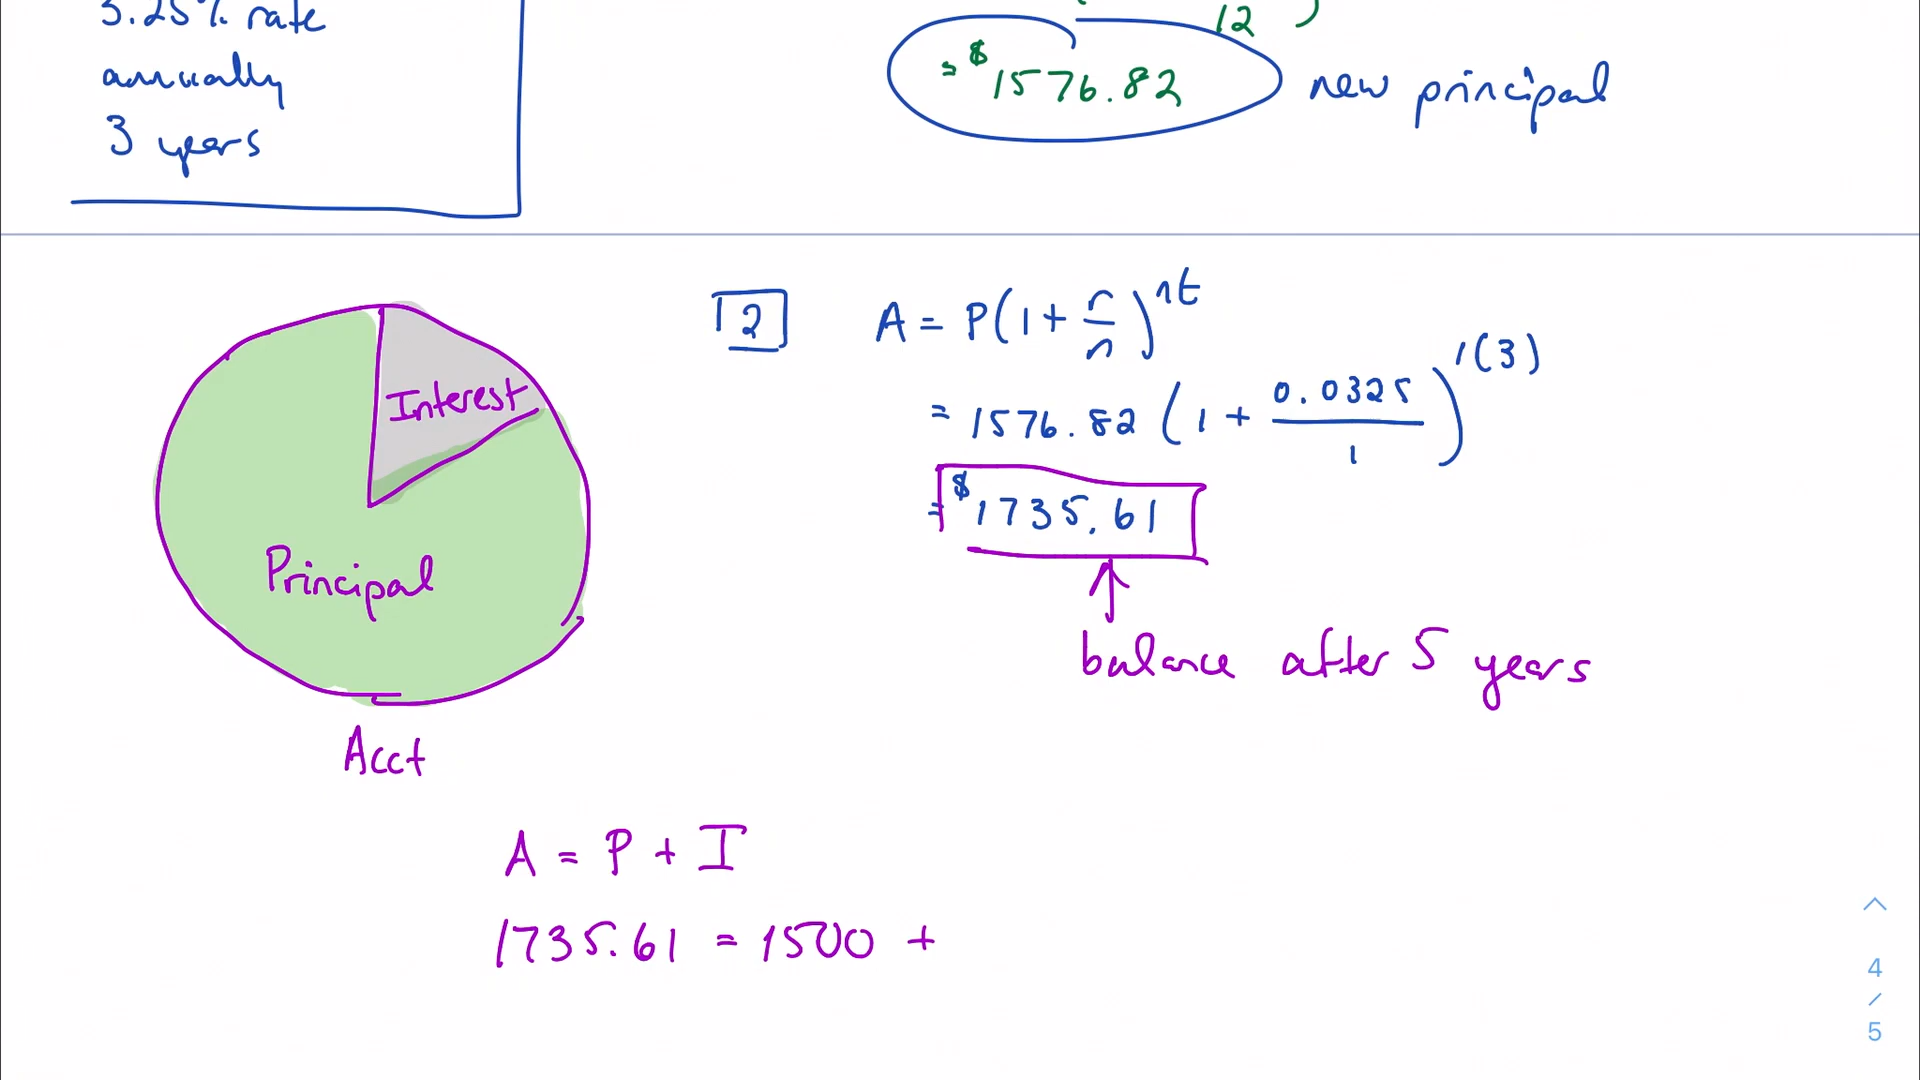 3.25% rate
annually
3 years
12 )
= $1576.82 new principal
2
A = P(1 + r/n)^nt
= 1576.82 (1 + 0.0325/1)^1(3)
= $1735.61
balance after 5 years
Interest
Principal
Acct
A = P + I
1735.61 = 1500 +
4
/
5